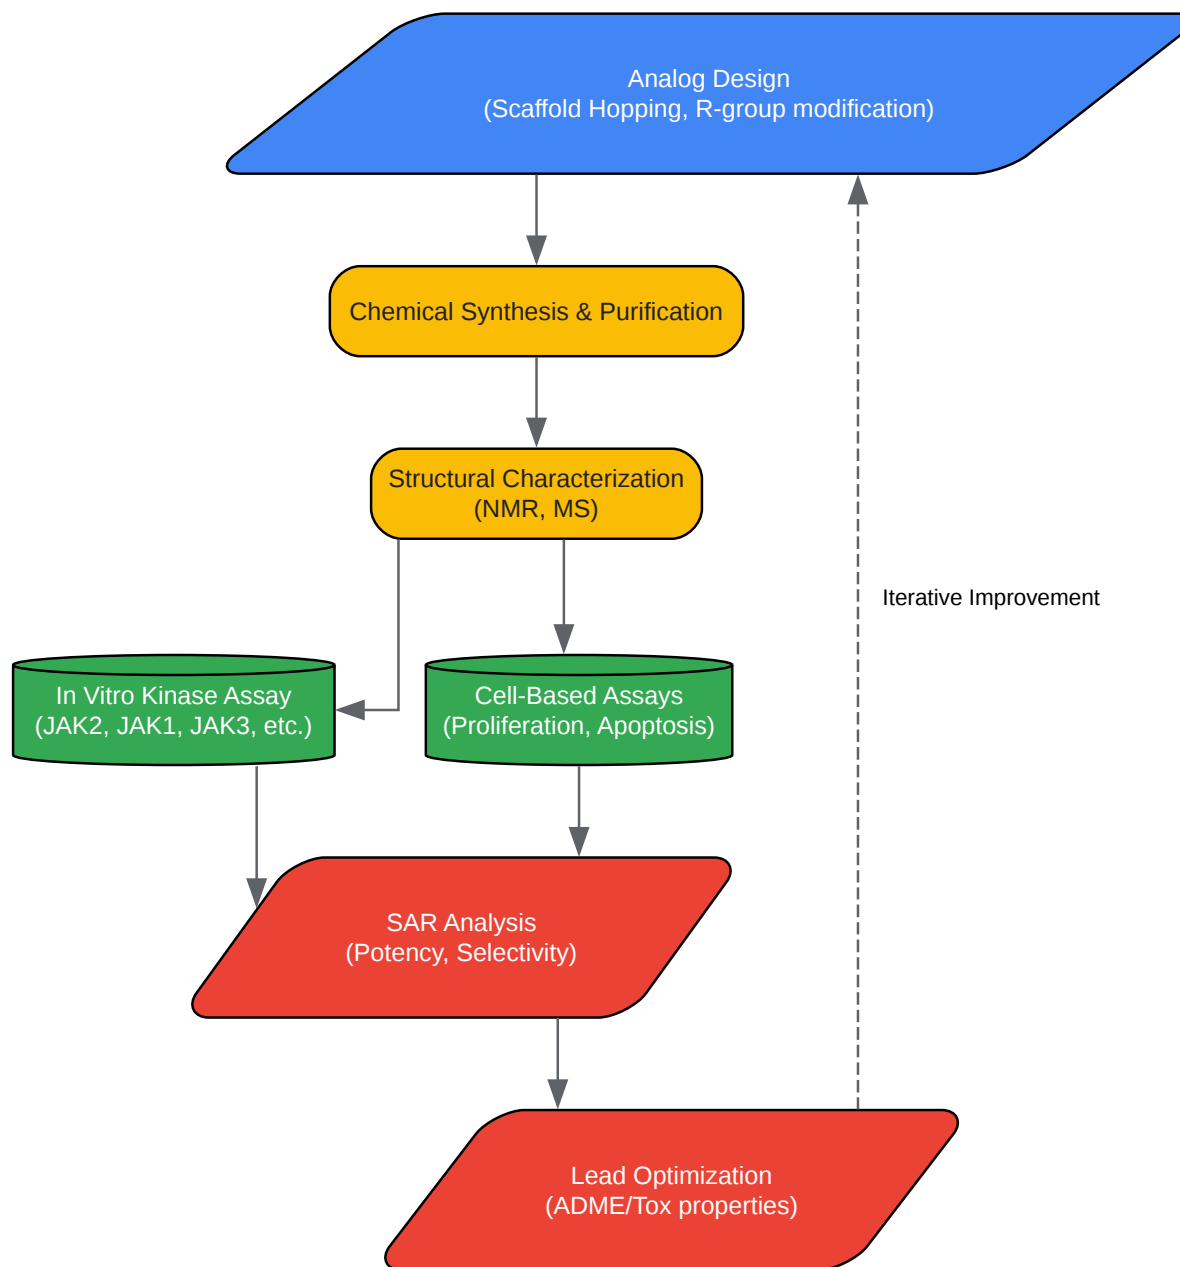 Analog Design
(Scaffold Hopping, R-group modification)
Chemical Synthesis & Purification
Structural Characterization
(NMR, MS)
Iterative Improvement
In Vitro Kinase Assay
(JAK2, JAK1, JAK3, etc.)
Cell-Based Assays
(Proliferation, Apoptosis)
SAR Analysis
(Potency, Selectivity)
Lead Optimization
(ADME/Tox properties)